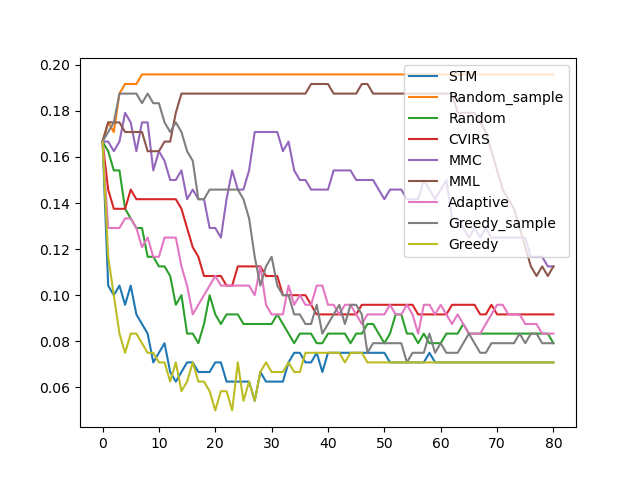 0.20
0.18
0.16
0.14
0.12
0.10
0.08
0.06
0 10 20 30 40 50 60 70 80
STM
Random_sample
Random
CVIRS
MMC
MML
Adaptive
Greedy_sample
Greedy